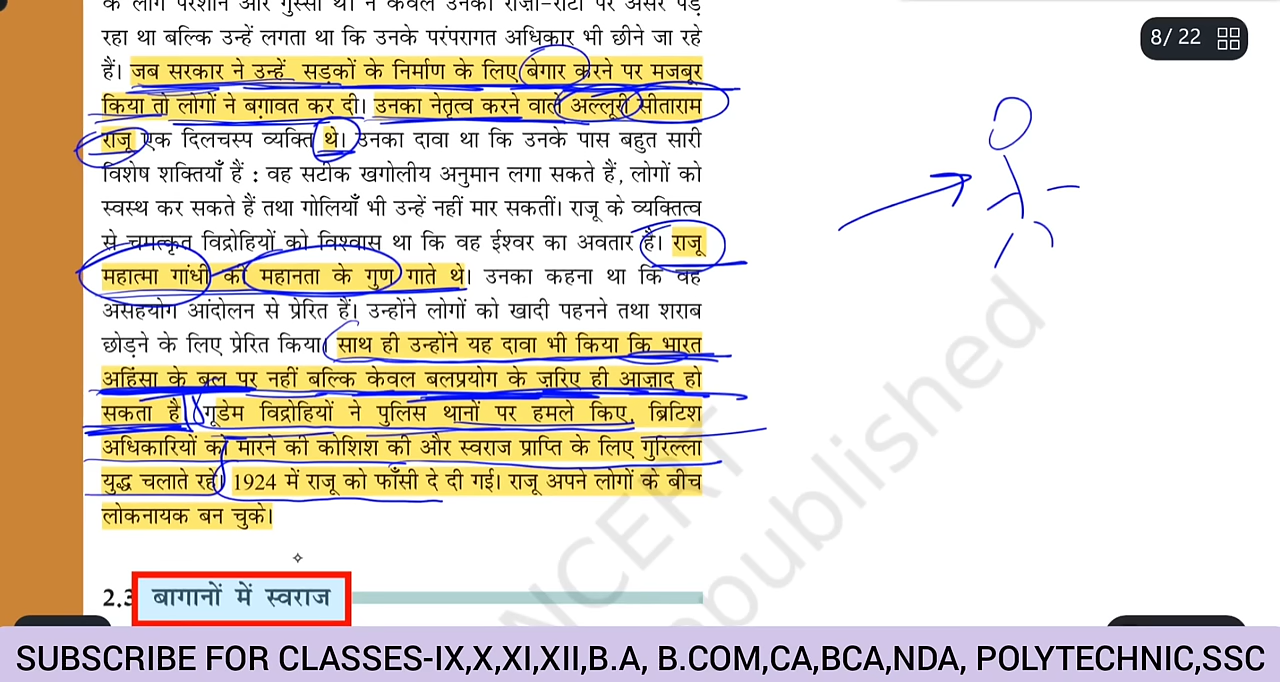 के लोग परेशान और गुस्सा थे। न केवल उनकी रोज़ी-रोटी पर असर पड़
रहा था बल्कि उन्हें लगता था कि उनके परंपरागत अधिकार भी छीने जा रहे
हैं। जब सरकार ने उन्हें सड़कों के निर्माण के लिए बेगार करने पर मजबूर
किया तो लोगों ने बग़ावत कर दी। उनका नेतृत्व करने वाले अल्लूरी सीताराम
राजू एक दिलचस्प व्यक्ति थे। उनका दावा था कि उनके पास बहुत सारी
विशेष शक्तियाँ हैं : वह सटीक खगोलीय अनुमान लगा सकते हैं, लोगों को
स्वस्थ कर सकते हैं तथा गोलियाँ भी उन्हें नहीं मार सकतीं। राजू के व्यक्तित्व
से चमत्कृत विद्रोहियों को विश्वास था कि वह ईश्वर का अवतार है। राजू
महात्मा गांधी की महानता के गुण गाते थे। उनका कहना था कि वह
असहयोग आंदोलन से प्रेरित हैं। उन्होंने लोगों को खादी पहनने तथा शराब
छोड़ने के लिए प्रेरित किया। साथ ही उन्होंने यह दावा भी किया कि भारत
अहिंसा के बल पर नहीं बल्कि केवल बलप्रयोग के ज़रिए ही आज़ाद हो
सकता है। गूडेम विद्रोहियों ने पुलिस थानों पर हमले किए, ब्रिटिश
अधिकारियों को मारने की कोशिश की और स्वराज प्राप्ति के लिए गुरिल्ला
युद्ध चलाते रहे। 1924 में राजू को फाँसी दे दी गई। राजू अपने लोगों के बीच
लोकनायक बन चुके।
2.3 बागानों में स्वराज
8/ 22
NCERT
published
SUBSCRIBE FOR CLASSES-IX,X,XI,XII,B.A, B.COM,CA,BCA,NDA, POLYTECHNIC,SSC